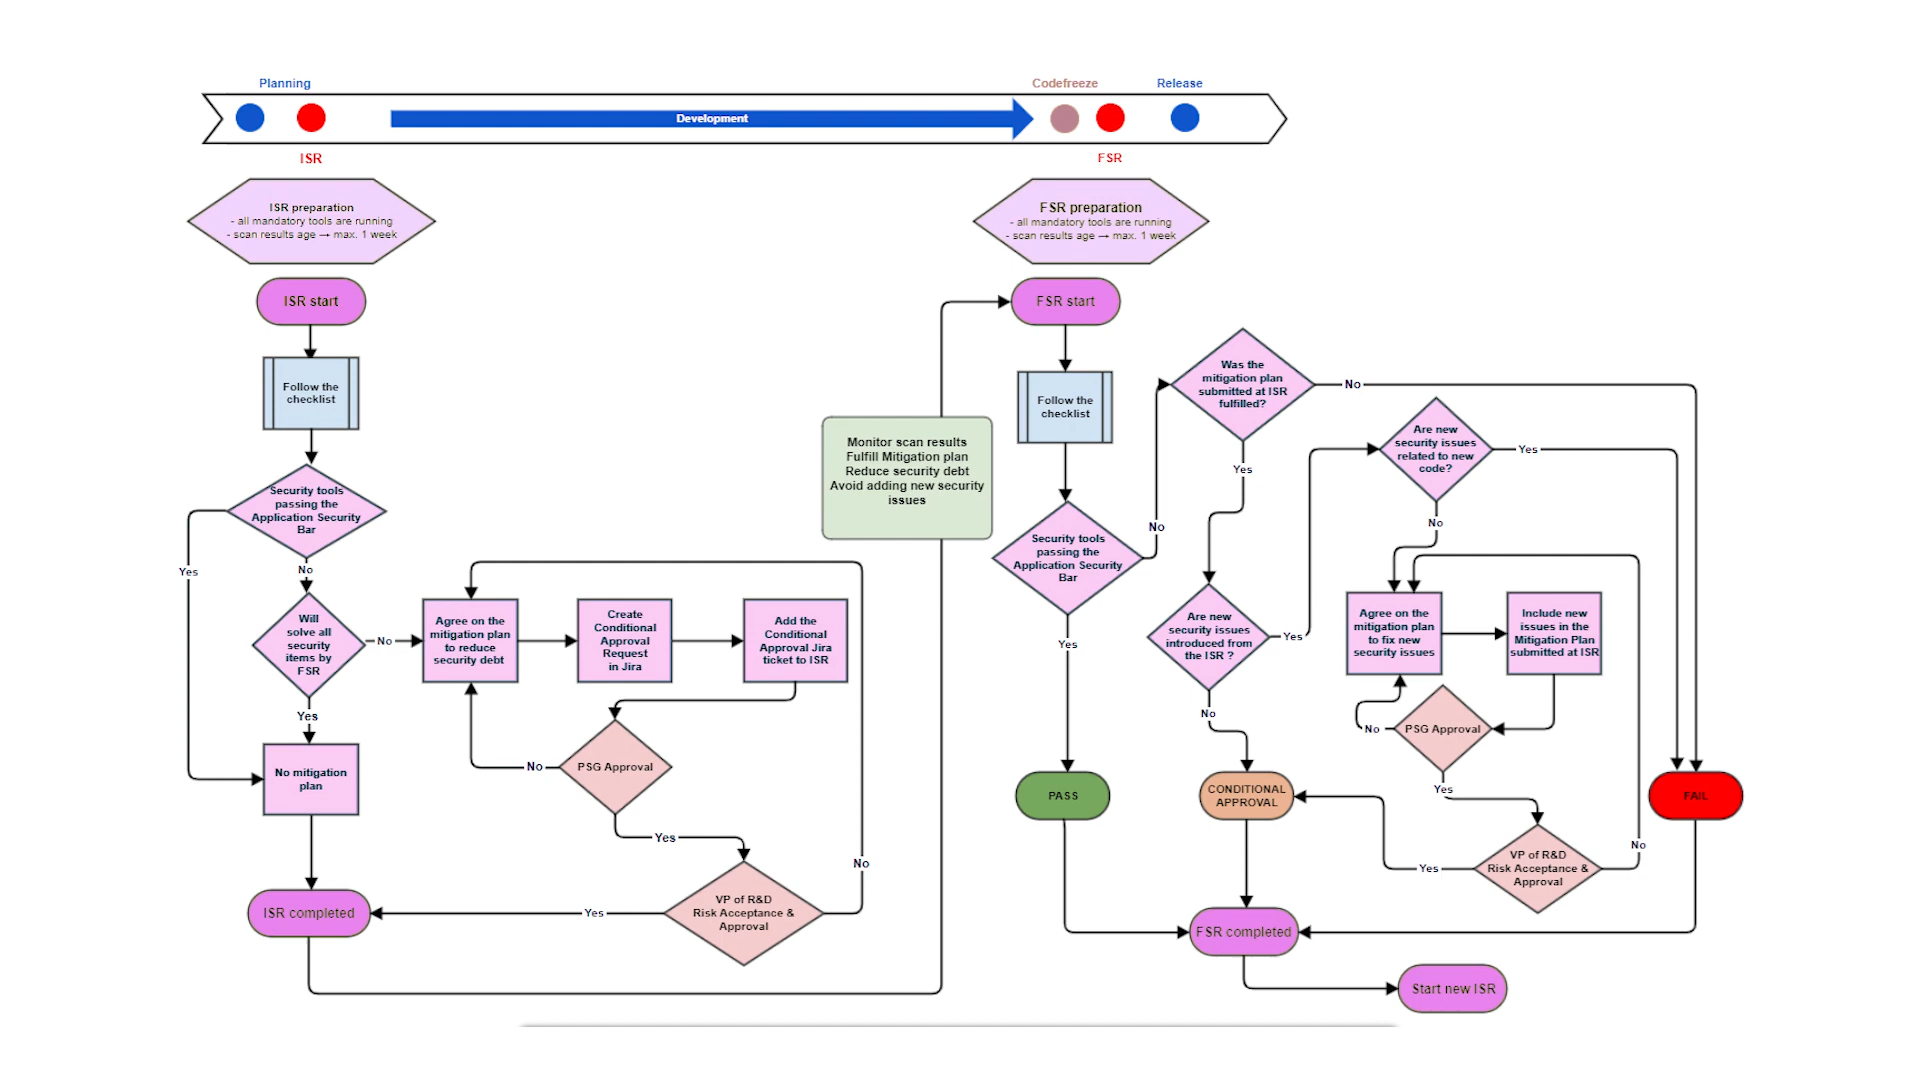 Planning
Codefreeze
Release
Development
ISR
FSR
ISR preparation
- all mandatory tools are running
- scan results age → max. 1 week
FSR preparation
- all mandatory tools are running
- scan results age → max. 1 week
ISR start
Follow the
checklist
Security tools
passing the
Application Security
Bar
Yes
No
Will
solve all
security
items by
FSR
No
Yes
No mitigation
plan
ISR completed
Agree on the
mitigation plan
to reduce
security debt
Create
Conditional
Approval
Request
in Jira
Add the
Conditional
Approval Jira
ticket to ISR
PSG Approval
No
Yes
VP of R&D
Risk Acceptance &
Approval
No
Yes
Monitor scan results
Fulfill Mitigation plan
Reduce security debt
Avoid adding new security
issues
FSR start
Follow the
checklist
Security tools
passing the
Application Security
Bar
No
Yes
PASS
Was the
mitigation plan
submitted at ISR
fulfilled?
No
Yes
Are new
security issues
introduced from
the ISR ?
Yes
No
Are new
security issues
related to new
code?
Yes
No
Agree on the
mitigation plan
to fix new
security issues
Include new
issues in the
Mitigation Plan
submitted at ISR
PSG Approval
No
Yes
VP of R&D
Risk Acceptance &
Approval
No
Yes
CONDITIONAL
APPROVAL
FAIL
FSR completed
Start new ISR